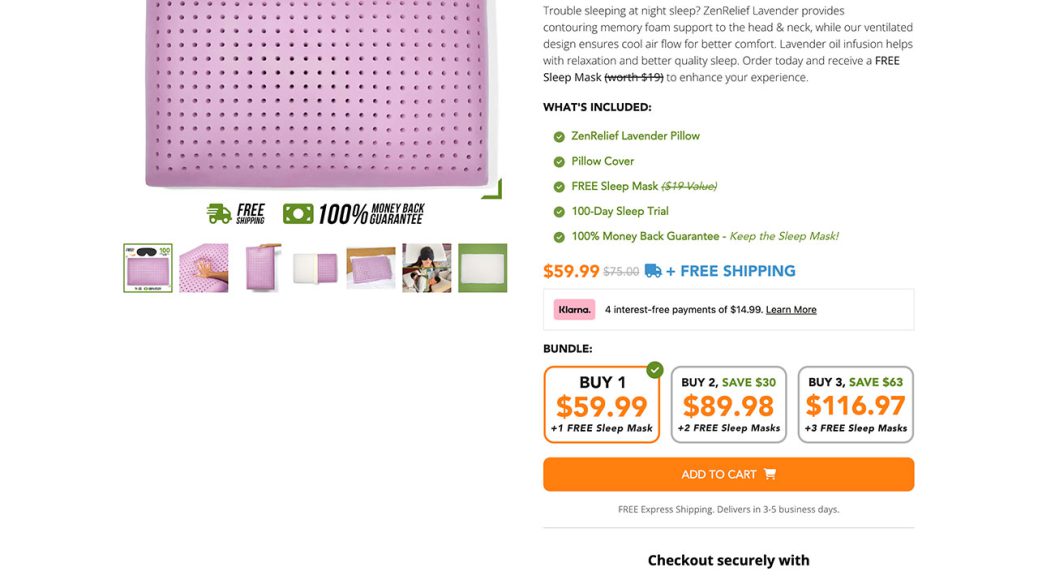 Trouble sleeping at night sleep? ZenRelief Lavender provides
contouring memory foam support to the head & neck, while our ventilated
design ensures cool air flow for better comfort. Lavender oil infusion helps
with relaxation and better quality sleep. Order today and receive a FREE
Sleep Mask (worth $19) to enhance your experience.
WHAT'S INCLUDED:
ZenRelief Lavender Pillow
Pillow Cover
FREE Sleep Mask ($19 Value)
100-Day Sleep Trial
100% Money Back Guarantee - Keep the Sleep Mask!
FREE SHIPPING 100% MONEY BACK GUARANTEE
$59.99 $75.00 + FREE SHIPPING
Klarna. 4 interest-free payments of $14.99. Learn More
BUNDLE:
BUY 1
$59.99
+1 FREE Sleep Mask
BUY 2, SAVE $30
$89.98
+2 FREE Sleep Masks
BUY 3, SAVE $63
$116.97
+3 FREE Sleep Masks
ADD TO CART
FREE Express Shipping. Delivers in 3-5 business days.
Checkout securely with